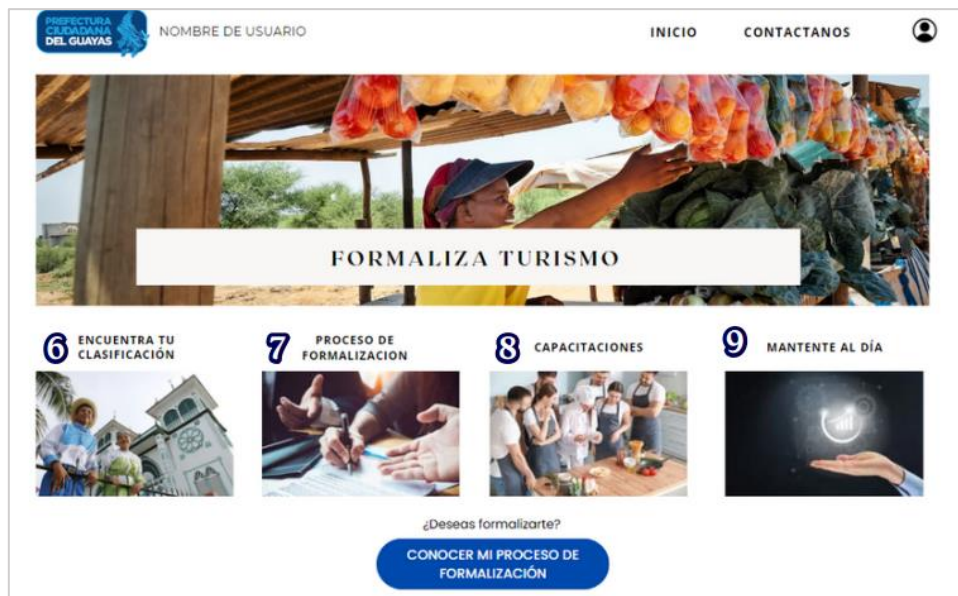 PREFECTURA
CIUDADANA
DEL GUAYAS
NOMBRE DE USUARIO
INICIO
CONTACTANOS
FORMALIZA TURISMO
6 ENCUENTRA TU
CLASIFICACIÓN
7 PROCESO DE
FORMALIZACION
8 CAPACITACIONES
9 MANTENTE AL DÍA
¿Deseas formalizarte?
CONOCER MI PROCESO DE
FORMALIZACIÓN